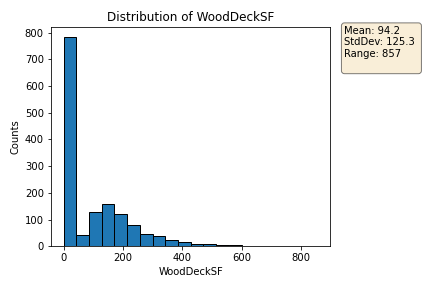 Distribution of WoodDeckSF
Mean: 94.2
StdDev: 125.3
Range: 857
800
700
600
500
400
300
200
100
0
Counts
0 200 400 600 800
WoodDeckSF